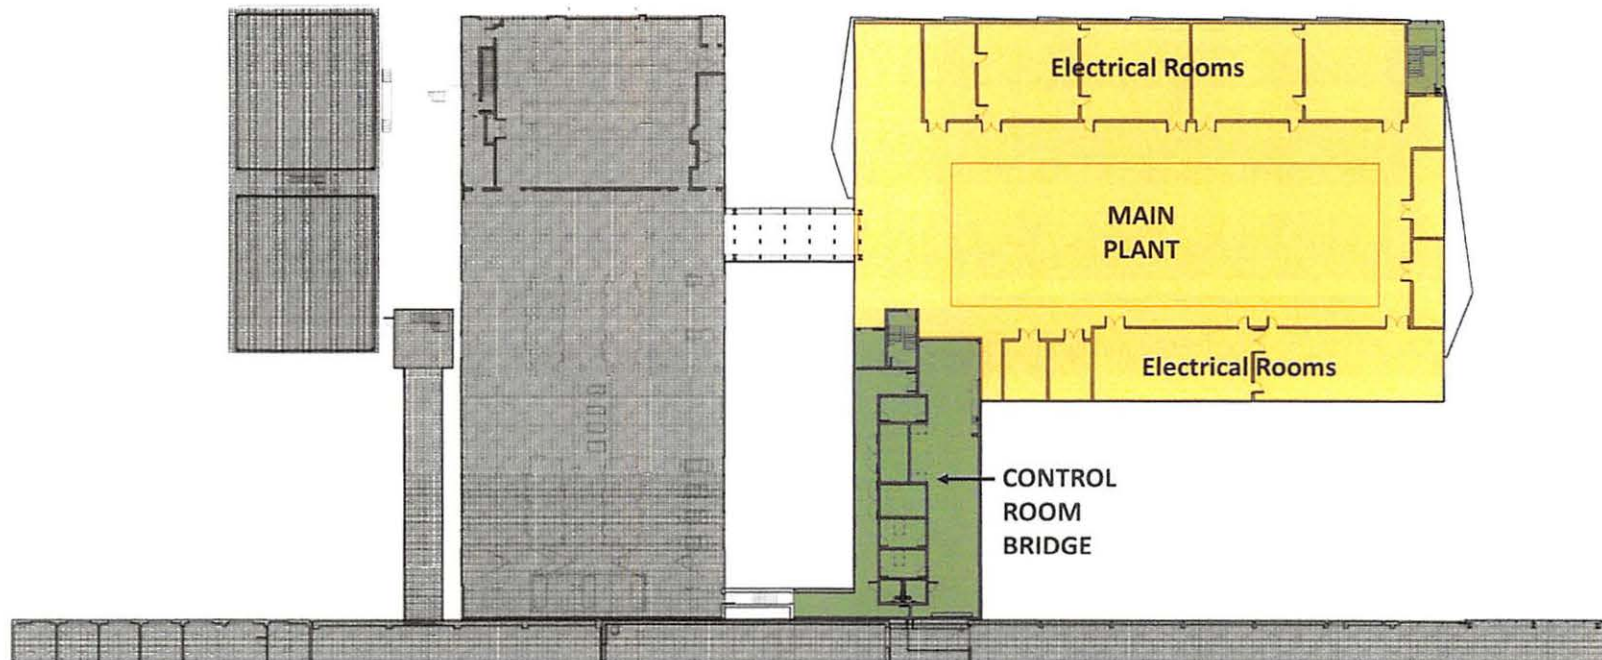 Electrical Rooms
MAIN
PLANT
Electrical Rooms
CONTROL
ROOM
BRIDGE